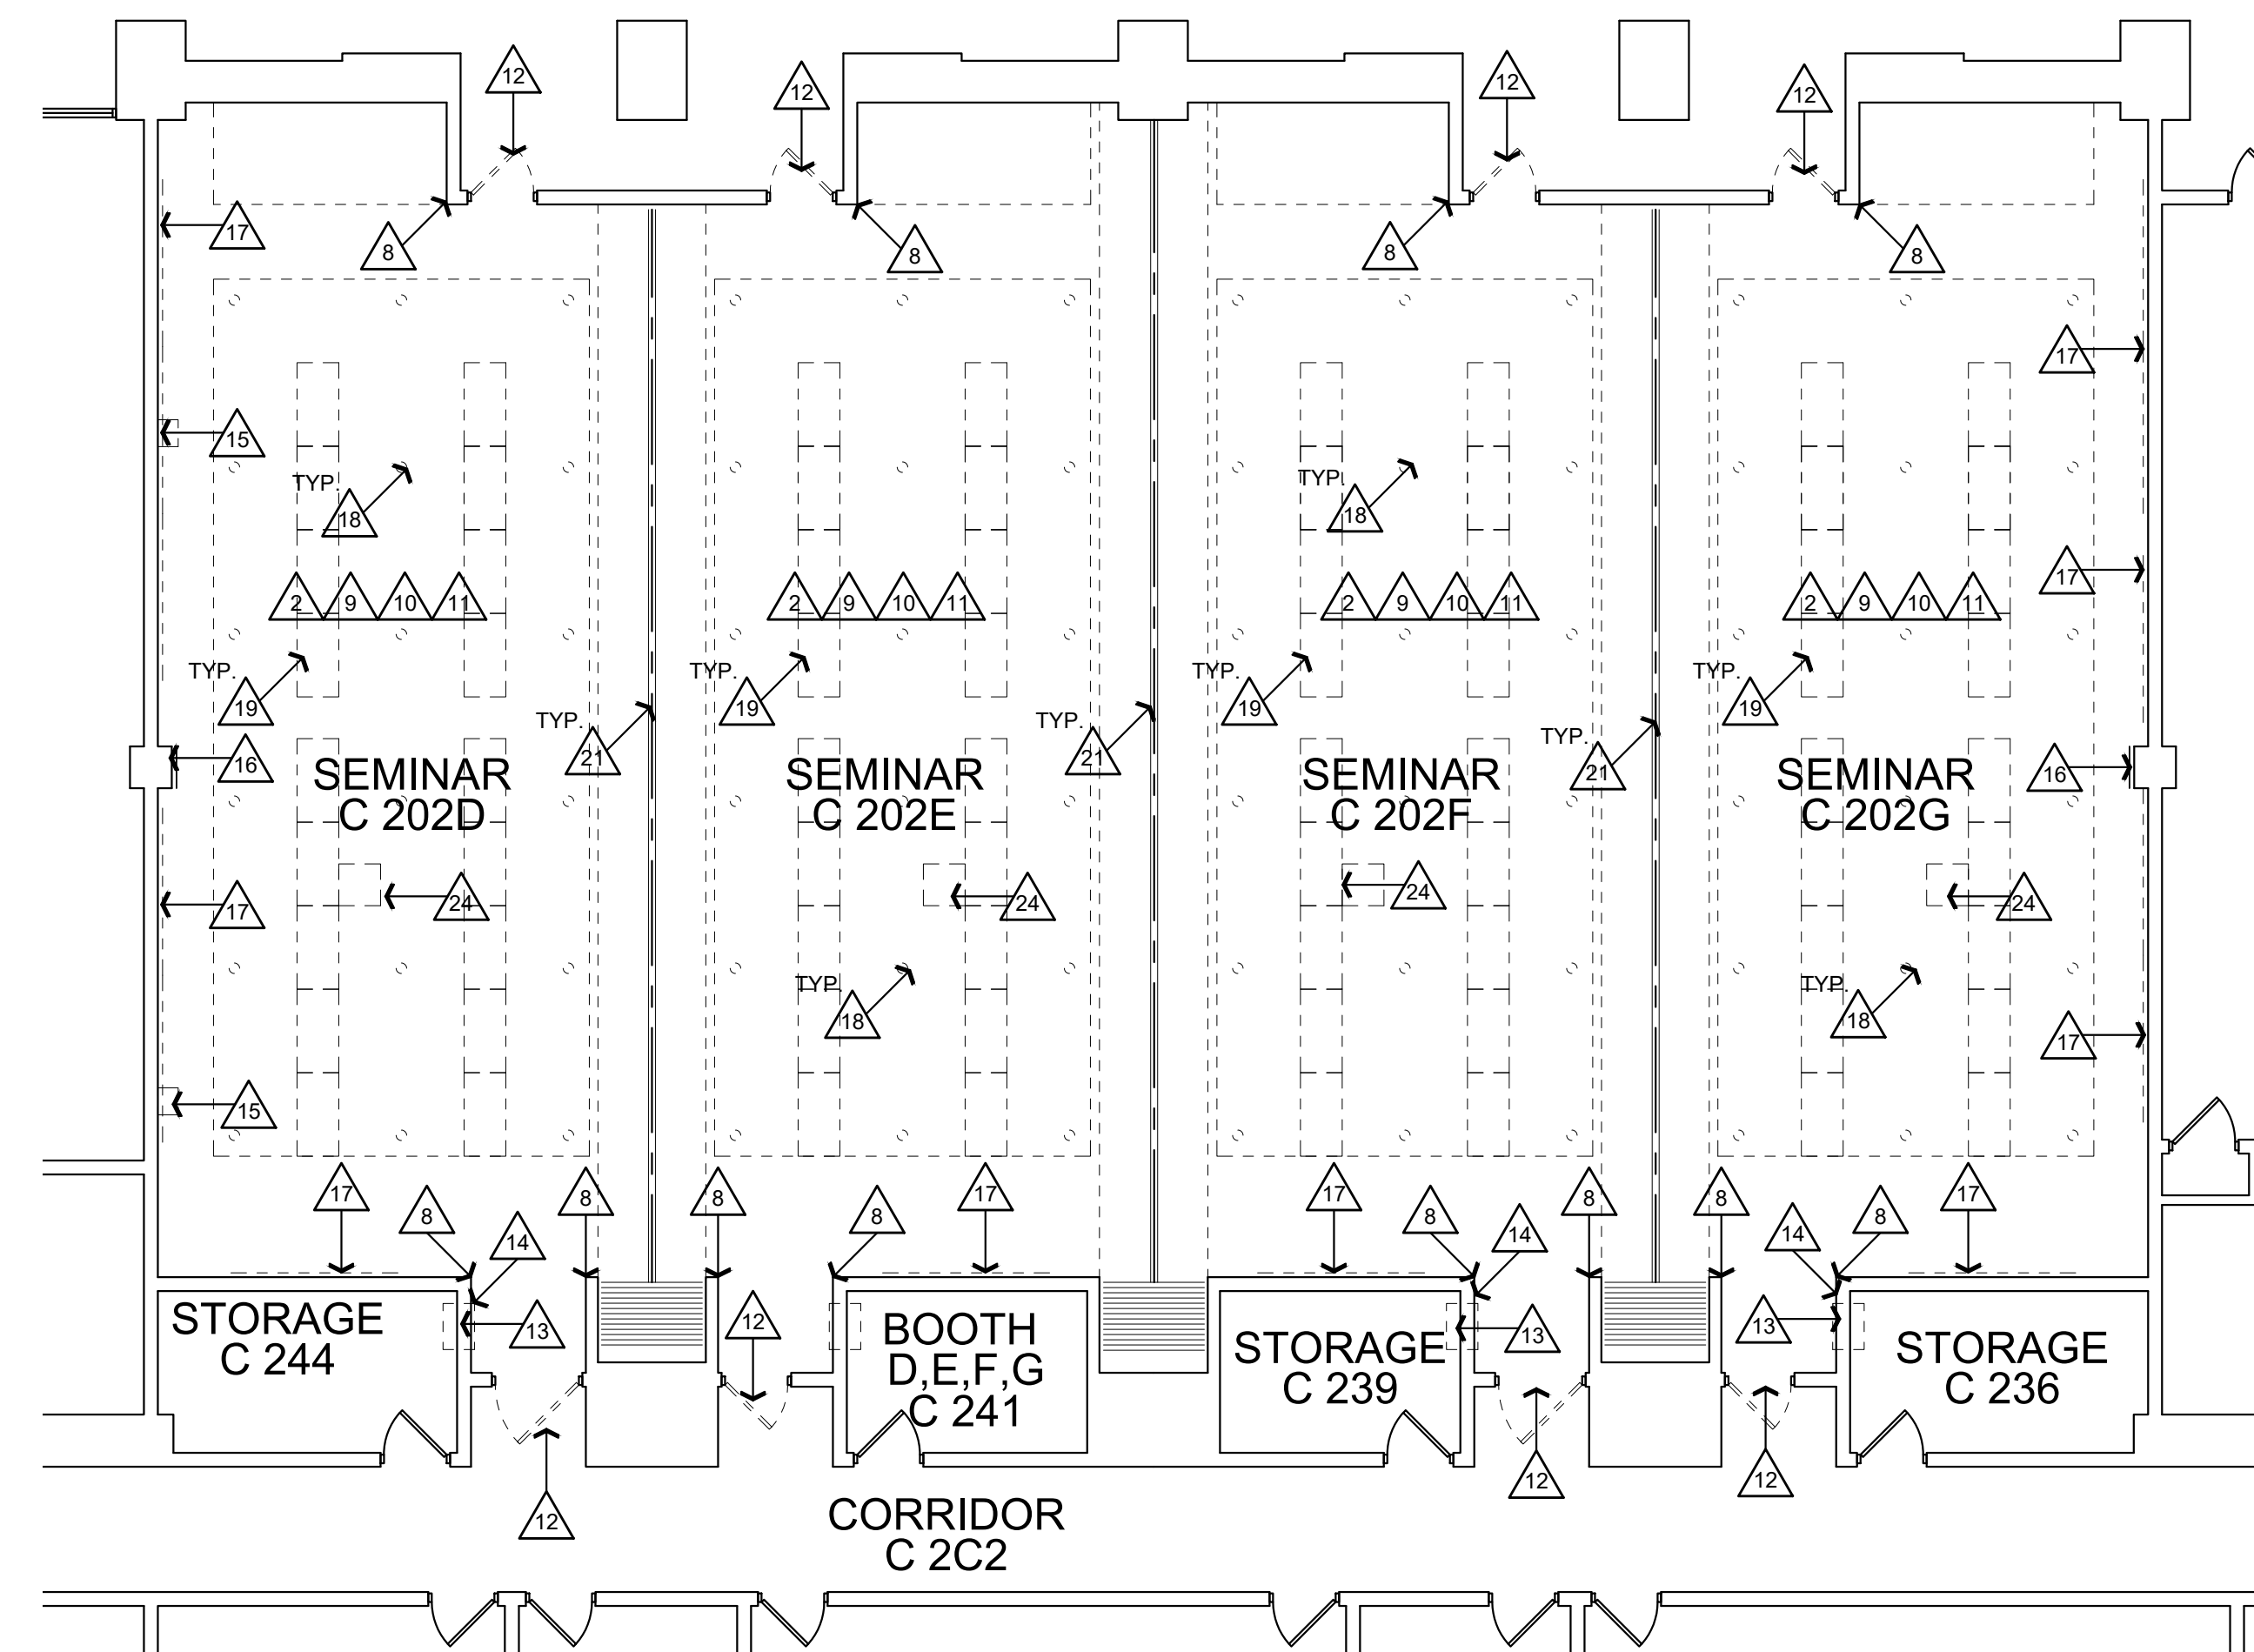 12
12
12
12
17
8
8
8
8
17
15
TYP.
18
TYP.
18
17
2 9 10 11
2 9 10 11
2 9 10 11
2 9 10 11
TYP.
19
TYP.
19
TYP.
19
TYP.
19
TYP.
21
TYP.
21
TYP.
21
16
16
SEMINAR
C 202D
SEMINAR
C 202E
SEMINAR
C 202F
SEMINAR
C 202G
17
24
24
24
24
TYP.
18
TYP.
18
17
15
17
8
14
8
8
8
17
17
8
14
8
8
14
8
17
13
12
13
13
STORAGE
C 244
BOOTH
D,E,F,G
C 241
STORAGE
C 239
STORAGE
C 236
12
12
12
CORRIDOR
C 2C2